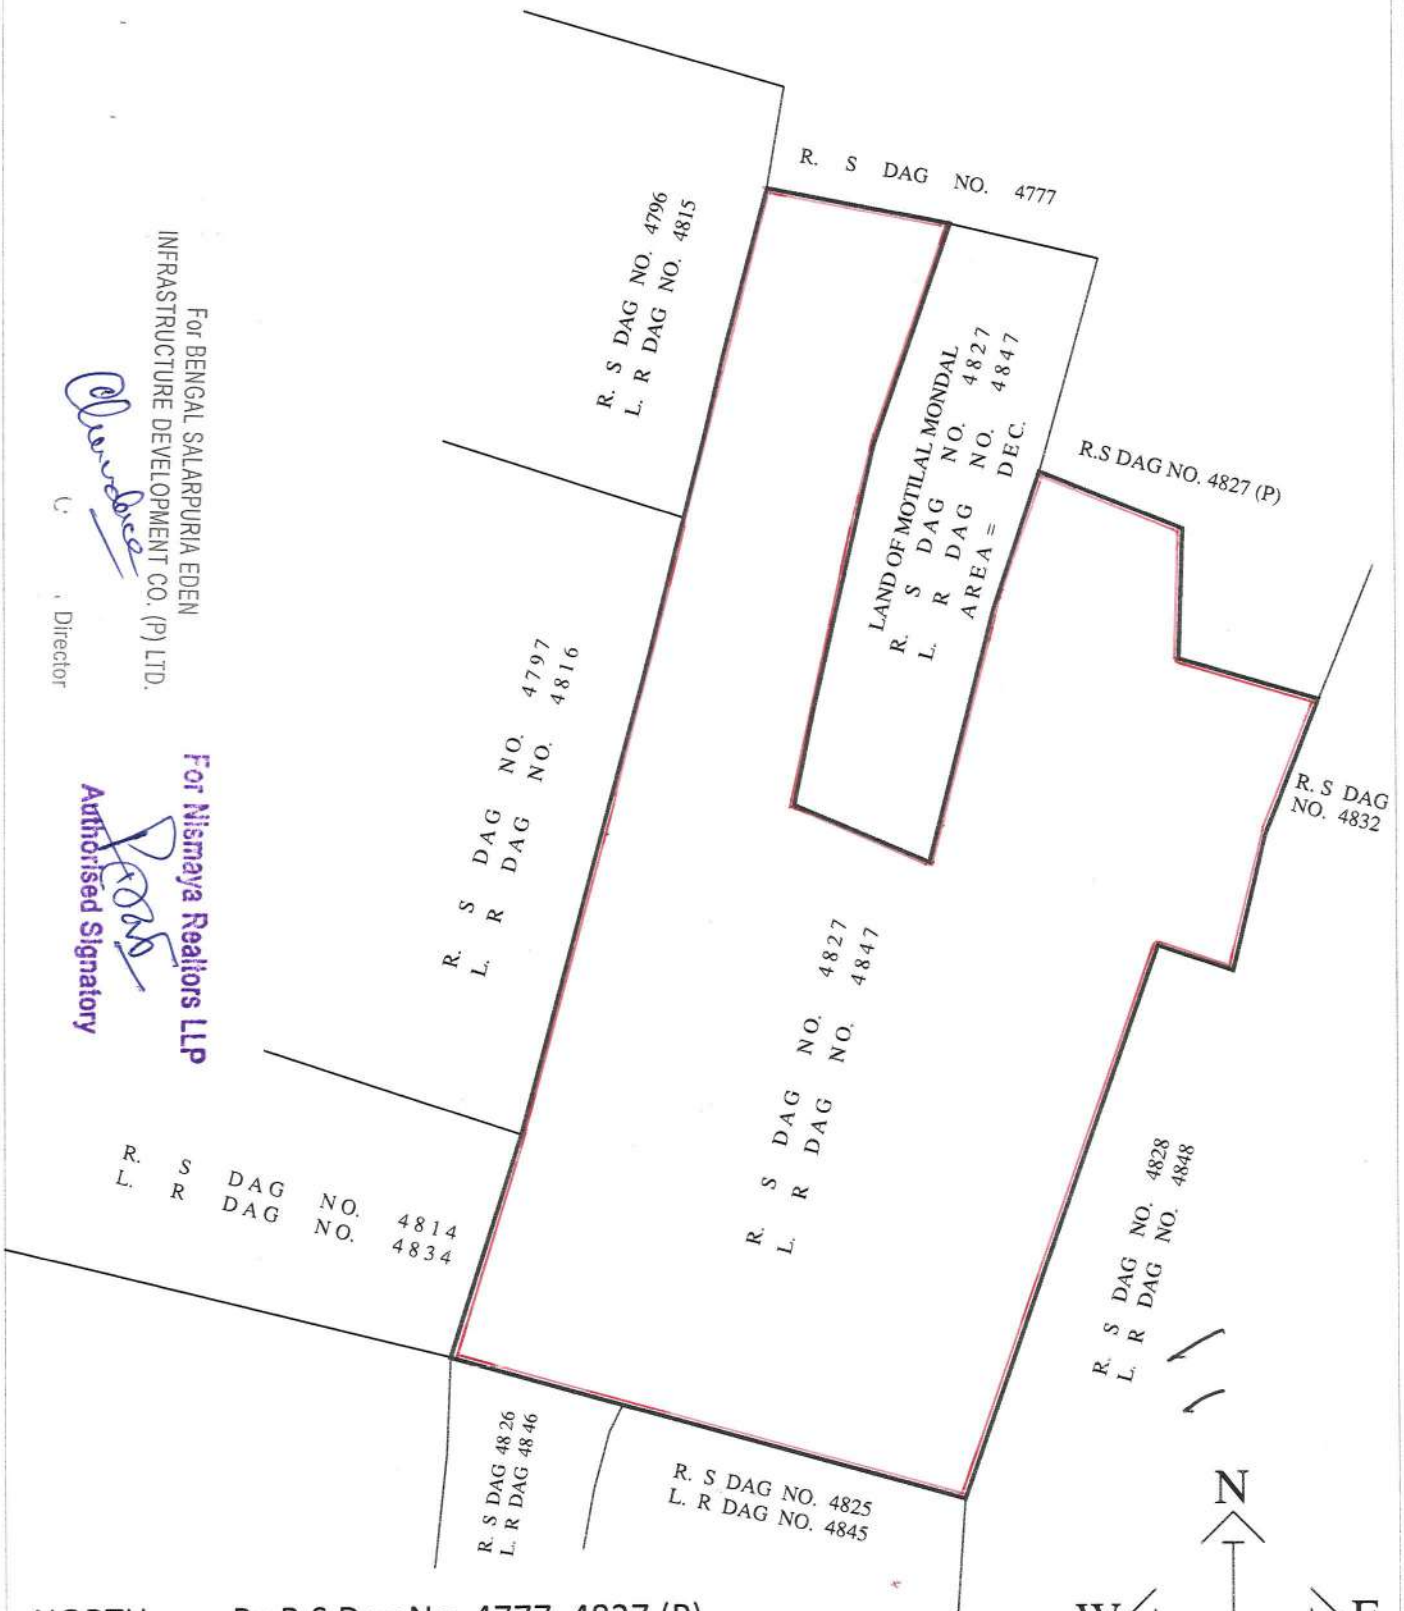 R. S DAG NO. 4777
R. S DAG NO. 4796
L. R DAG NO. 4815
LAND OF MOTILAL MONDAL
R. S DAG NO. 4827
L. R DAG NO. 4847
AREA = DEC.
R.S DAG NO. 4827 (P)
For BENGAL SALARPURIA EDEN
INFRASTRUCTURE DEVELOPMENT CO. (P) LTD.
, Director
R. S DAG NO. 4797
L. R DAG NO. 4816
R. S DAG
NO. 4832
For Nismaya Realtors LLP
Authorised Signatory
R. S DAG NO. 4827
L. R DAG NO. 4847
R. S DAG NO. 4814
L. R DAG NO. 4834
R. S DAG NO. 4828
L. R DAG NO. 4848
R. S DAG 4826
L. R DAG 4846
R. S DAG NO. 4825
L. R DAG NO. 4845
N
W E